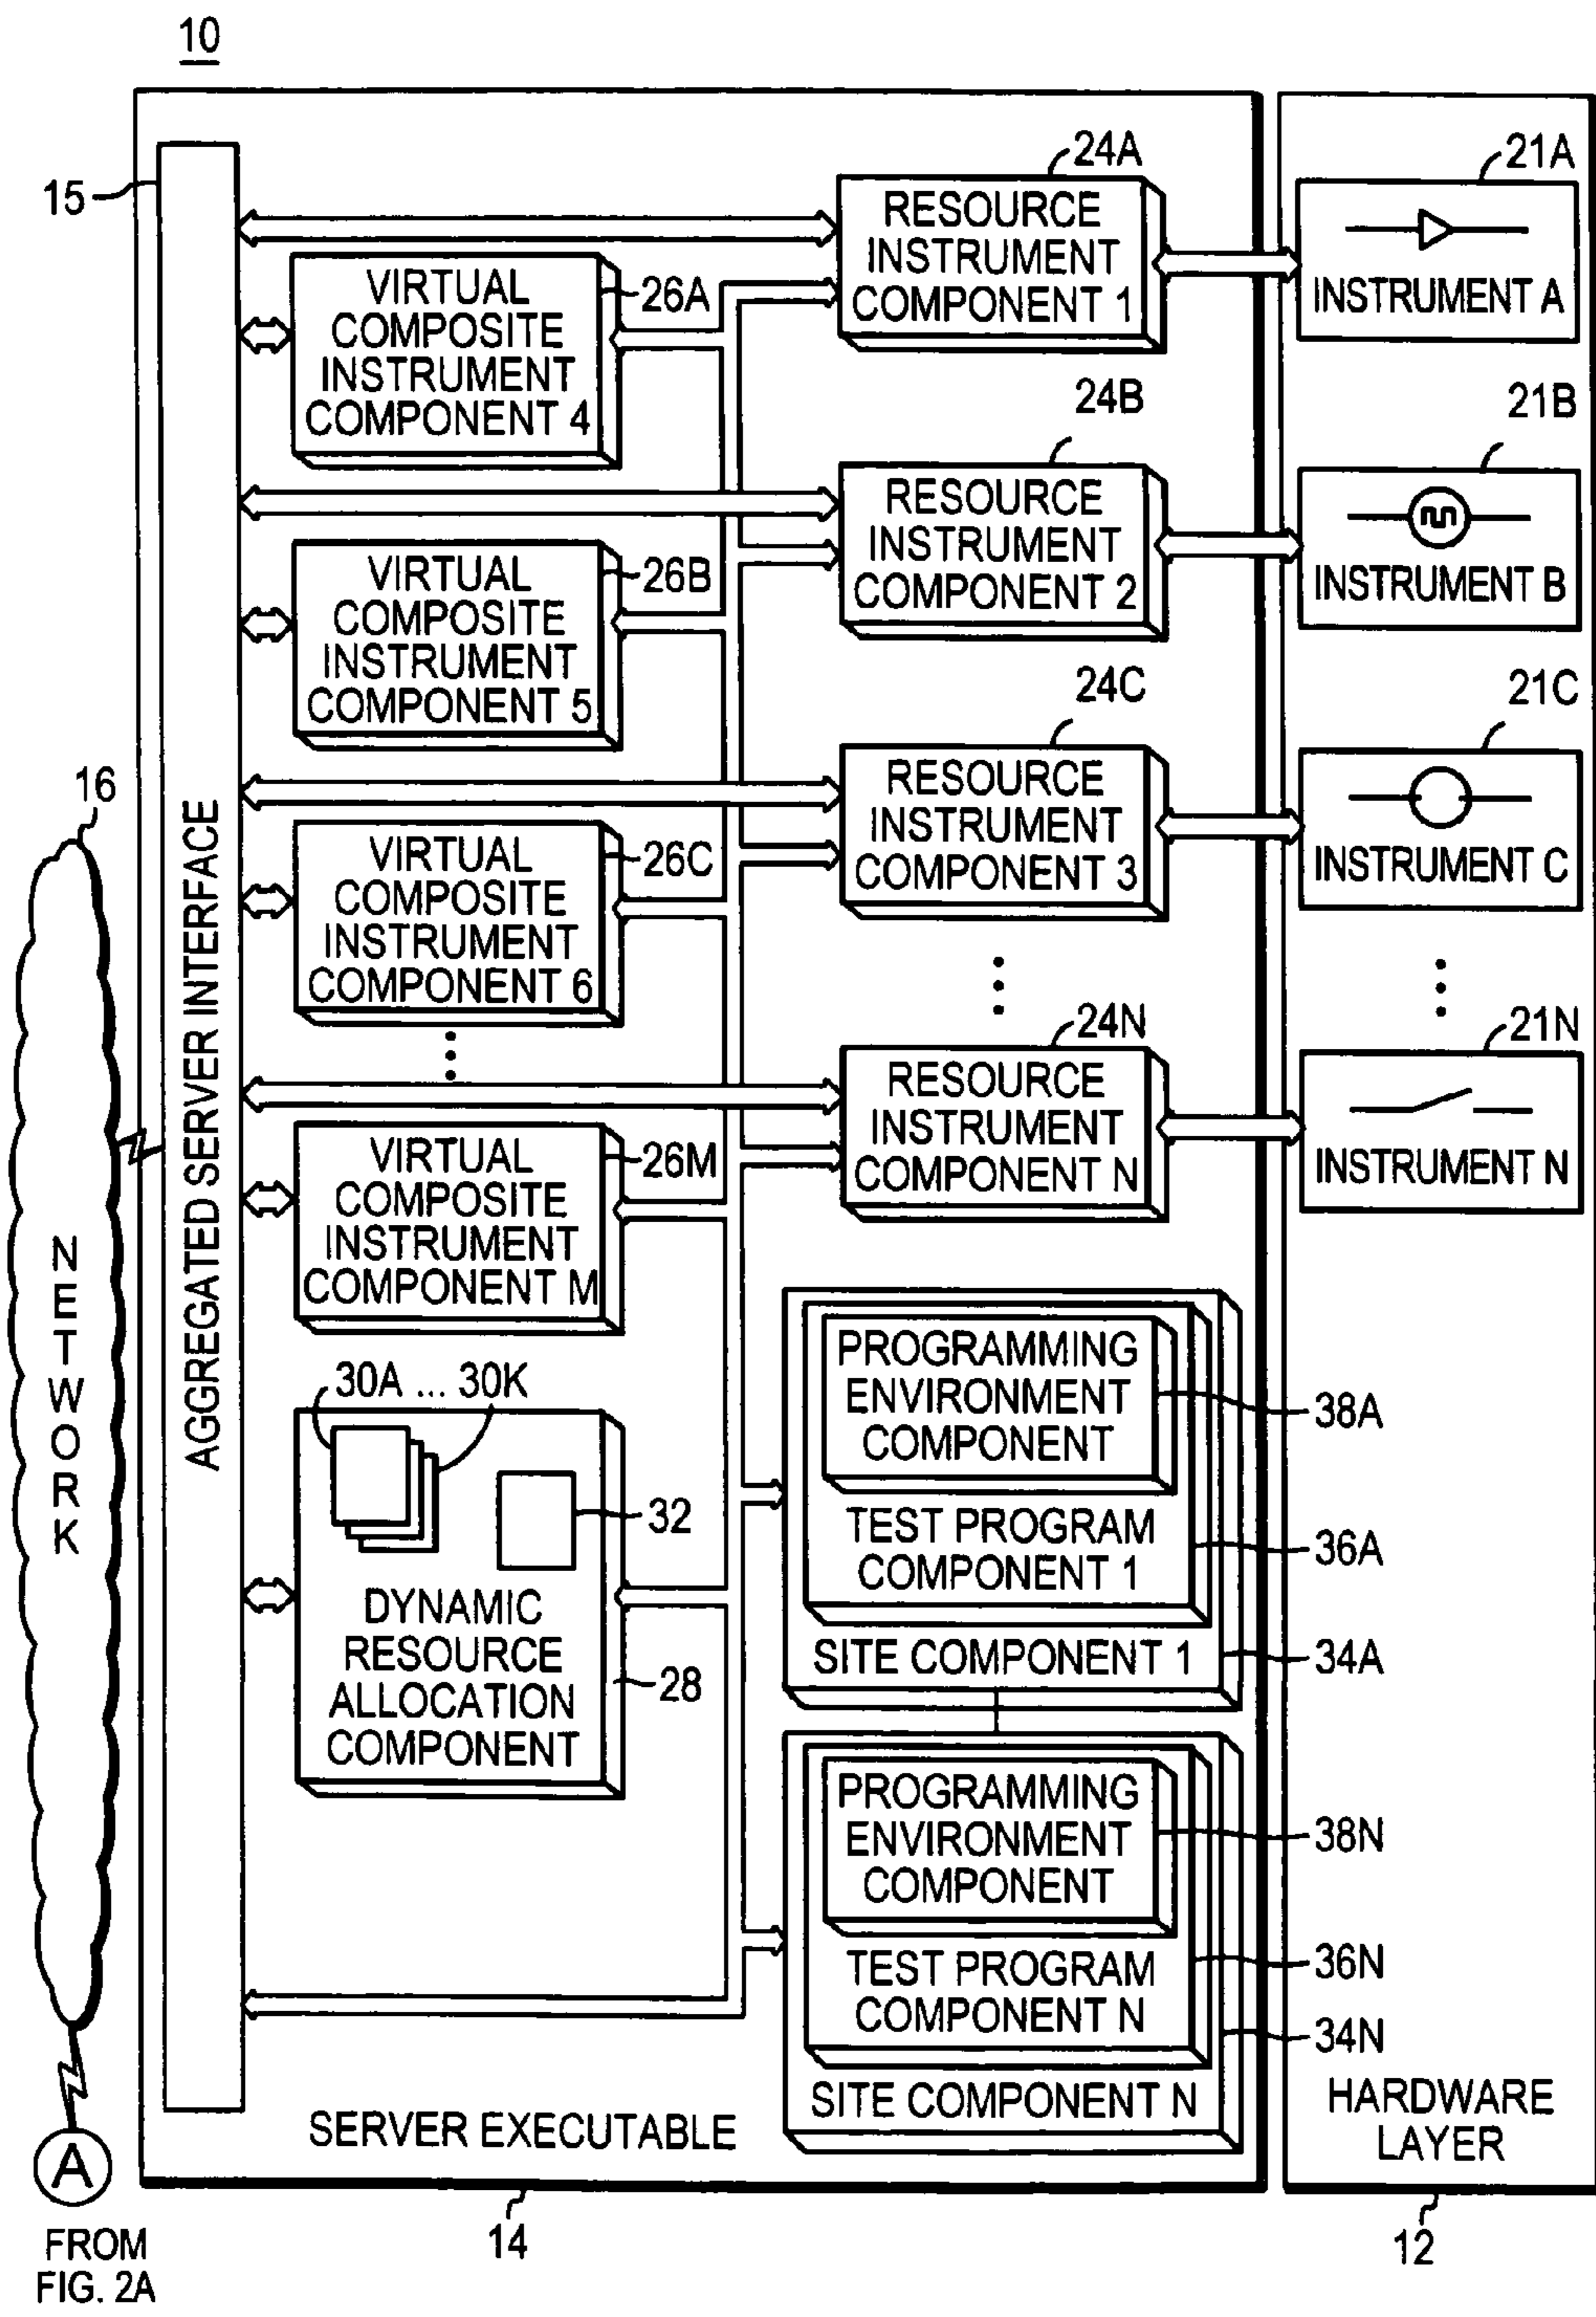 10
15
24A
RESOURCE
INSTRUMENT
COMPONENT 1
21A
INSTRUMENT A
VIRTUAL
COMPOSITE
INSTRUMENT
COMPONENT 4
26A
24B
RESOURCE
INSTRUMENT
COMPONENT 2
21B
INSTRUMENT B
VIRTUAL
COMPOSITE
INSTRUMENT
COMPONENT 5
26B
24C
RESOURCE
INSTRUMENT
COMPONENT 3
21C
INSTRUMENT C
16
NETWORK
AGGREGATED SERVER INTERFACE
VIRTUAL
COMPOSITE
INSTRUMENT
COMPONENT 6
26C
24N
RESOURCE
INSTRUMENT
COMPONENT N
21N
INSTRUMENT N
VIRTUAL
COMPOSITE
INSTRUMENT
COMPONENT M
26M
30A ... 30K
32
DYNAMIC
RESOURCE
ALLOCATION
COMPONENT
28
PROGRAMMING
ENVIRONMENT
COMPONENT
38A
TEST PROGRAM
COMPONENT 1
36A
SITE COMPONENT 1
34A
PROGRAMMING
ENVIRONMENT
COMPONENT
38N
TEST PROGRAM
COMPONENT N
36N
SITE COMPONENT N
34N
SERVER EXECUTABLE
14
HARDWARE
LAYER
12
A
FROM
FIG. 2A